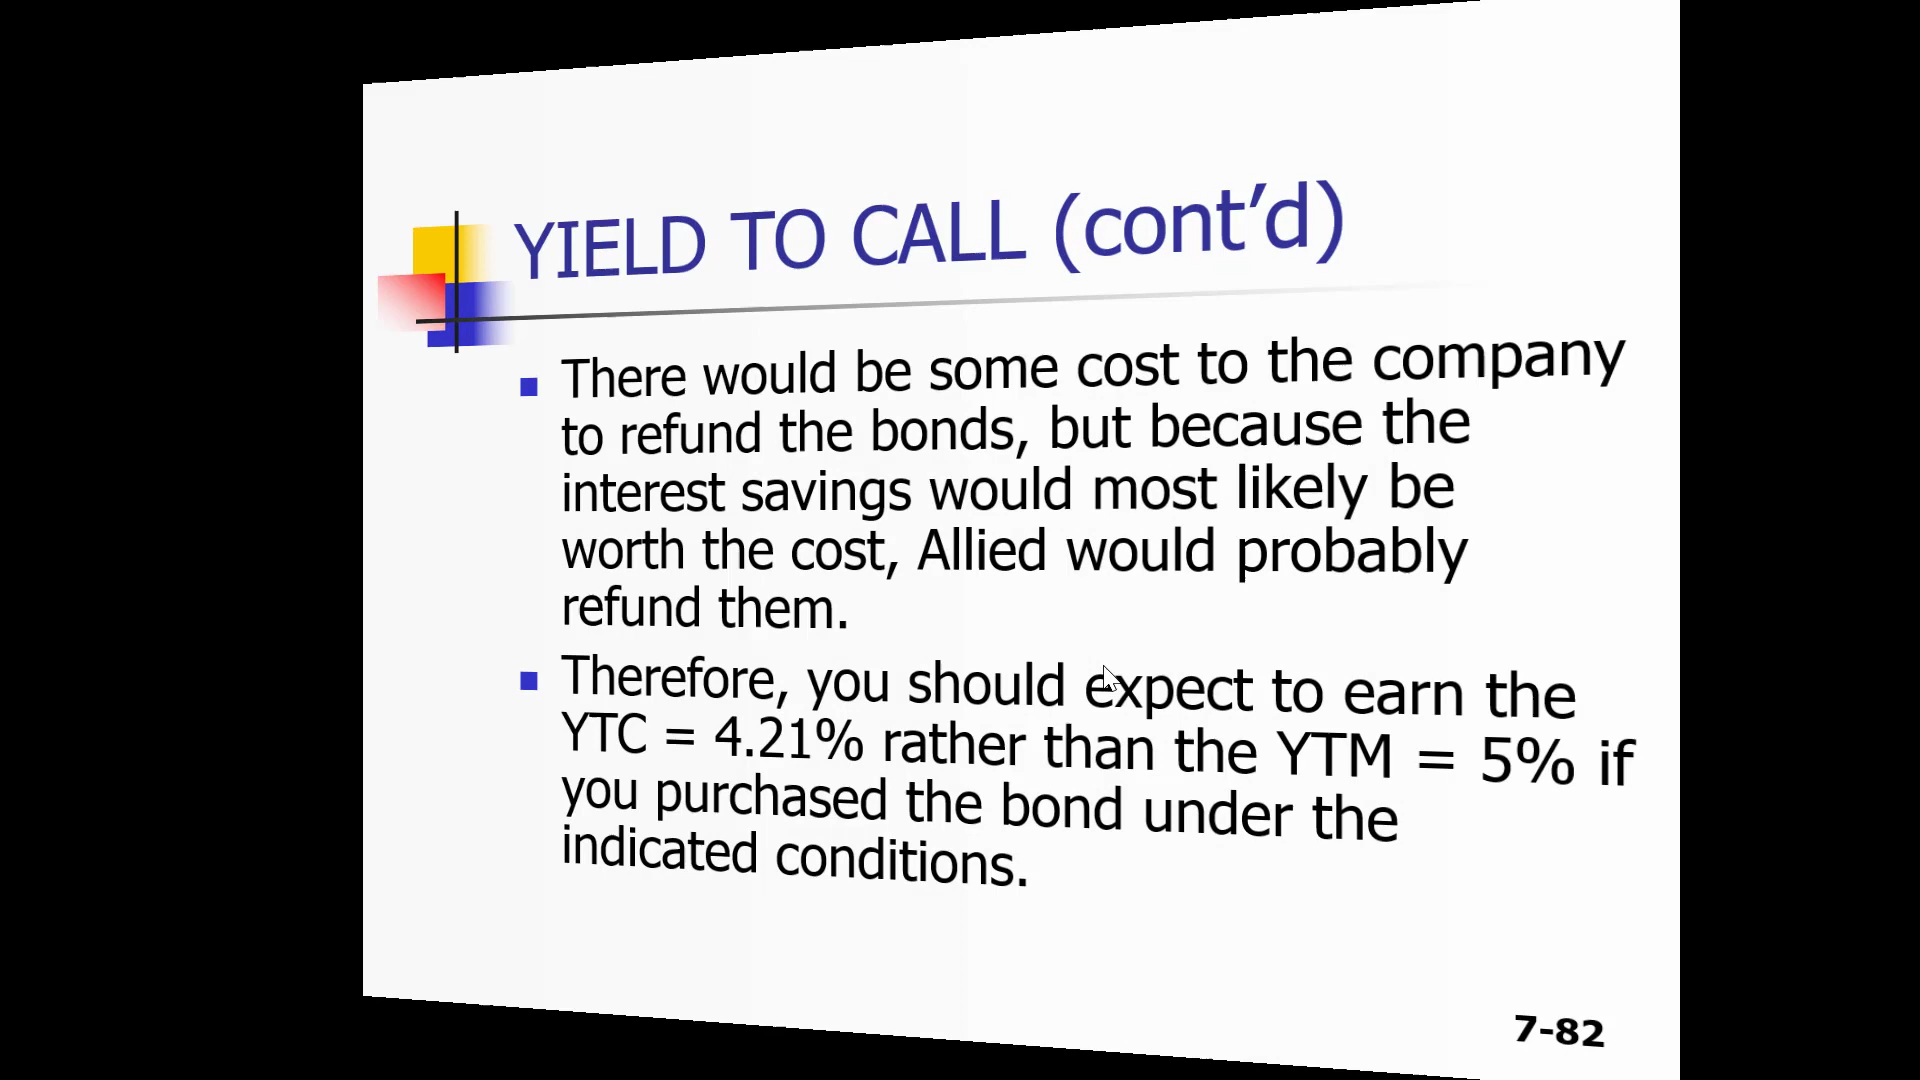 YIELD TO CALL (cont’d)
There would be some cost to the company
to refund the bonds, but because the
interest savings would most likely be
worth the cost, Allied would probably
refund them.
Therefore, you should expect to earn the
YTC = 4.21% rather than the YTM = 5% if
you purchased the bond under the
indicated conditions.
7-82